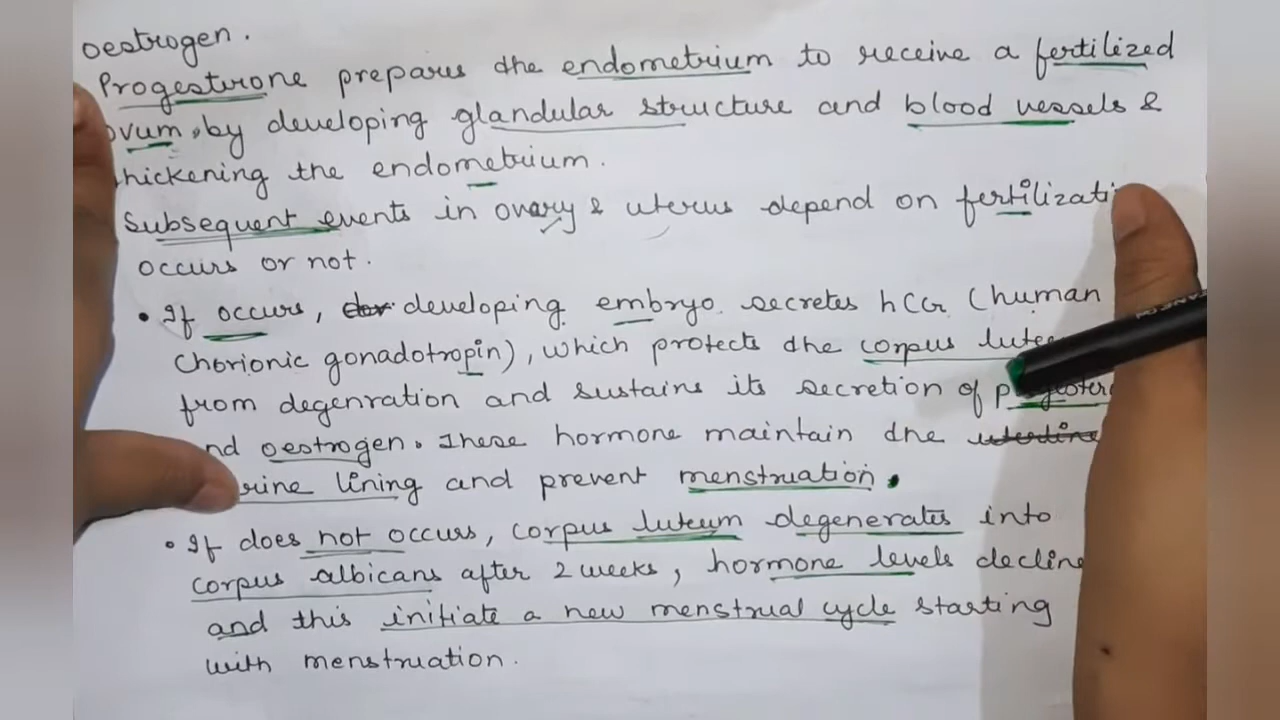 oestrogen.
Progesterone prepares the endometrium to receive a fertilized
ovum, by developing glandular structure and blood vessels &
thickening the endometrium.
Subsequent events in ovary & uterus depend on fertilizati
occurs or not.
• If occurs, developing embryo secretes hCG (human
Chorionic gonadotropin), which protects the corpus lute
from degenration and sustains its secretion of
nd oestrogen. These hormone maintain the
rine lining and prevent menstruation.
• If does not occurs, corpus luteum degenerates into
corpus albicans after 2 weeks, hormone levels decline
and this initiate a new menstrual cycle starting
with menstruation.